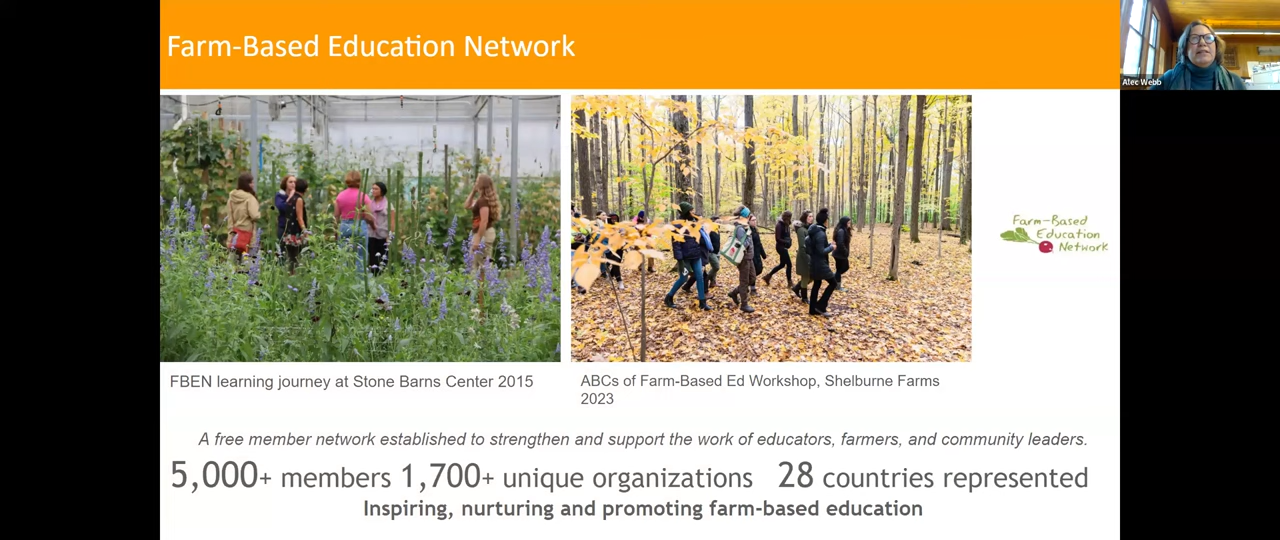 Farm-Based Education Network
Alec Webb
Farm-Based
Education
Network
FBEN learning journey at Stone Barns Center 2015
ABCs of Farm-Based Ed Workshop, Shelburne Farms
2023
A free member network established to strengthen and support the work of educators, farmers, and community leaders.
5,000+ members 1,700+ unique organizations 28 countries represented
Inspiring, nurturing and promoting farm-based education